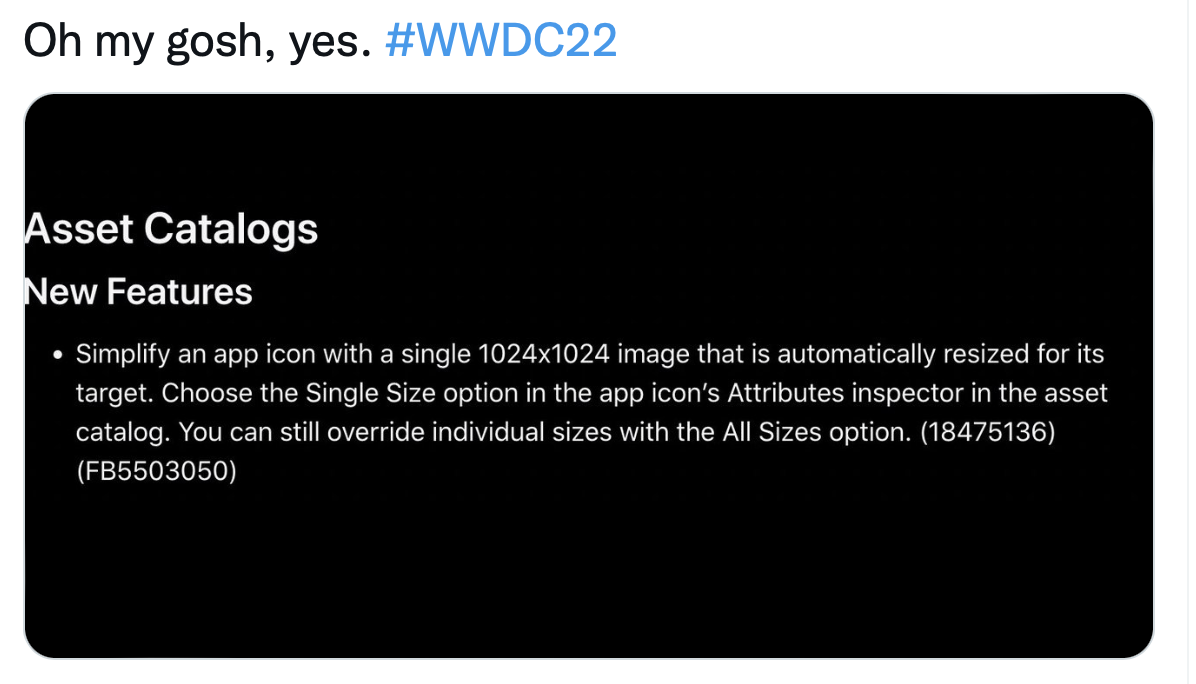 Oh my gosh, yes. #WWDC22
Asset Catalogs
New Features
• Simplify an app icon with a single 1024x1024 image that is automatically resized for its
target. Choose the Single Size option in the app icon’s Attributes inspector in the asset
catalog. You can still override individual sizes with the All Sizes option. (18475136)
(FB5503050)